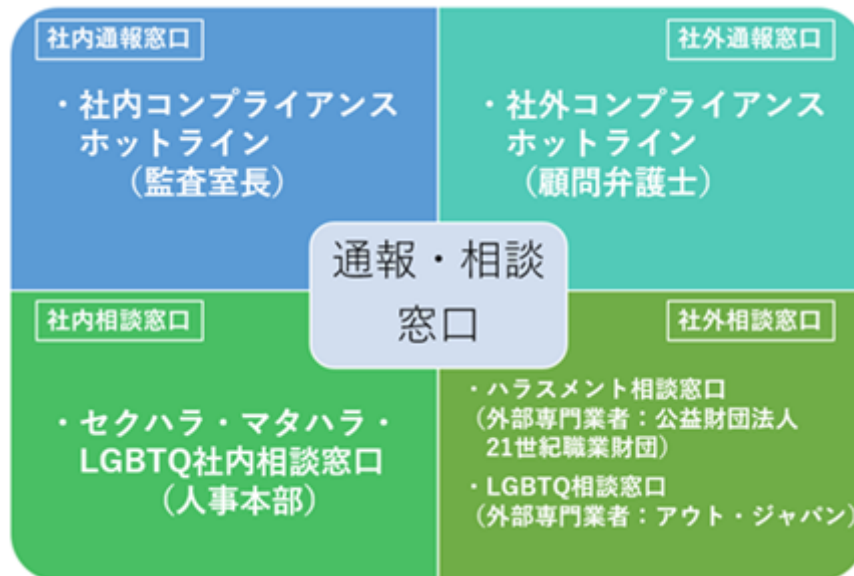 社内通報窓口
・社内コンプライアンス
ホットライン
（監査室長）
社外通報窓口
・社外コンプライアンス
ホットライン
（顧問弁護士）
通報・相談
窓口
社内相談窓口
・セクハラ・マタハラ・
LGBTQ社内相談窓口
（人事本部）
社外相談窓口
・ハラスメント相談窓口
（外部専門業者：公益財団法人
21世紀職業財団）
・LGBTQ相談窓口
（外部専門業者：アウト・ジャパン）